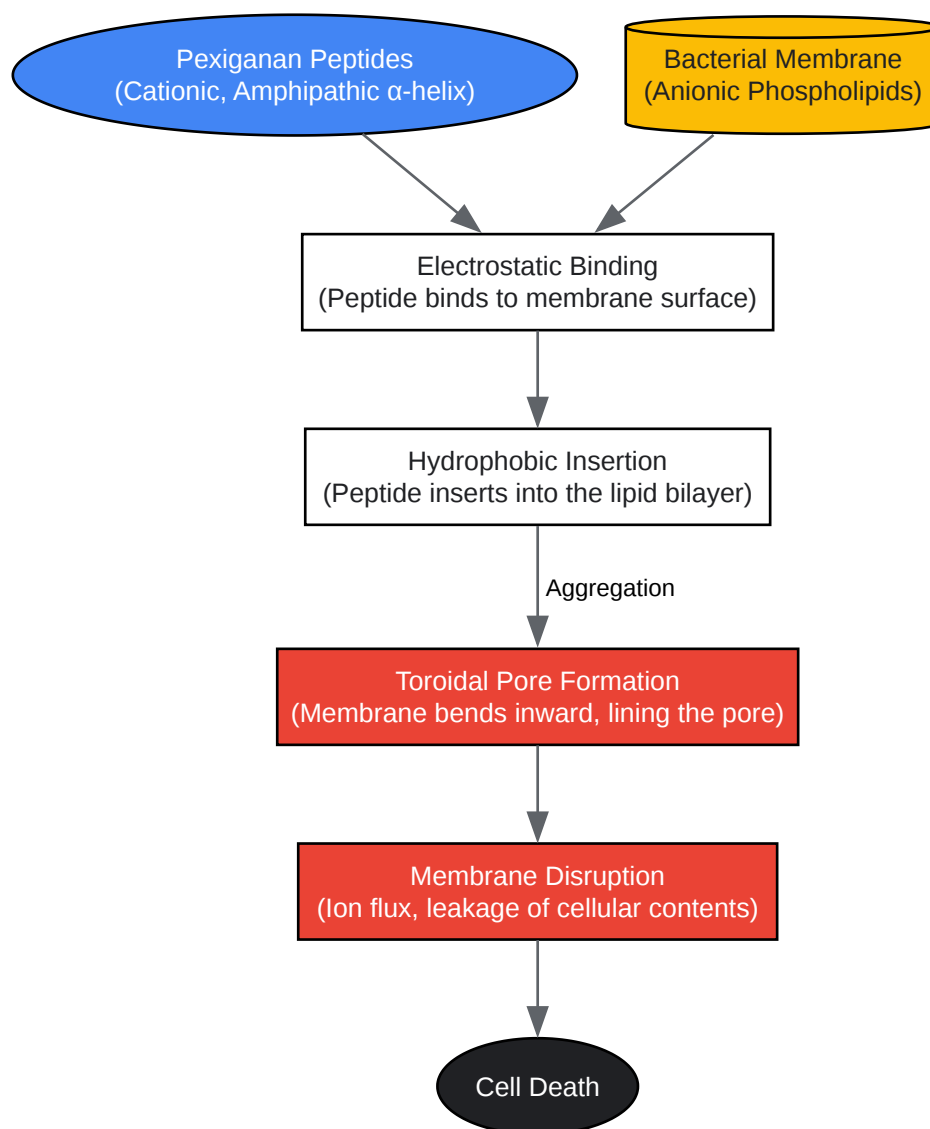 Pexiganan Peptides
(Cationic, Amphipathic α-helix)
Bacterial Membrane
(Anionic Phospholipids)
Electrostatic Binding
(Peptide binds to membrane surface)
Hydrophobic Insertion
(Peptide inserts into the lipid bilayer)
Aggregation
Toroidal Pore Formation
(Membrane bends inward, lining the pore)
Membrane Disruption
(Ion flux, leakage of cellular contents)
Cell Death